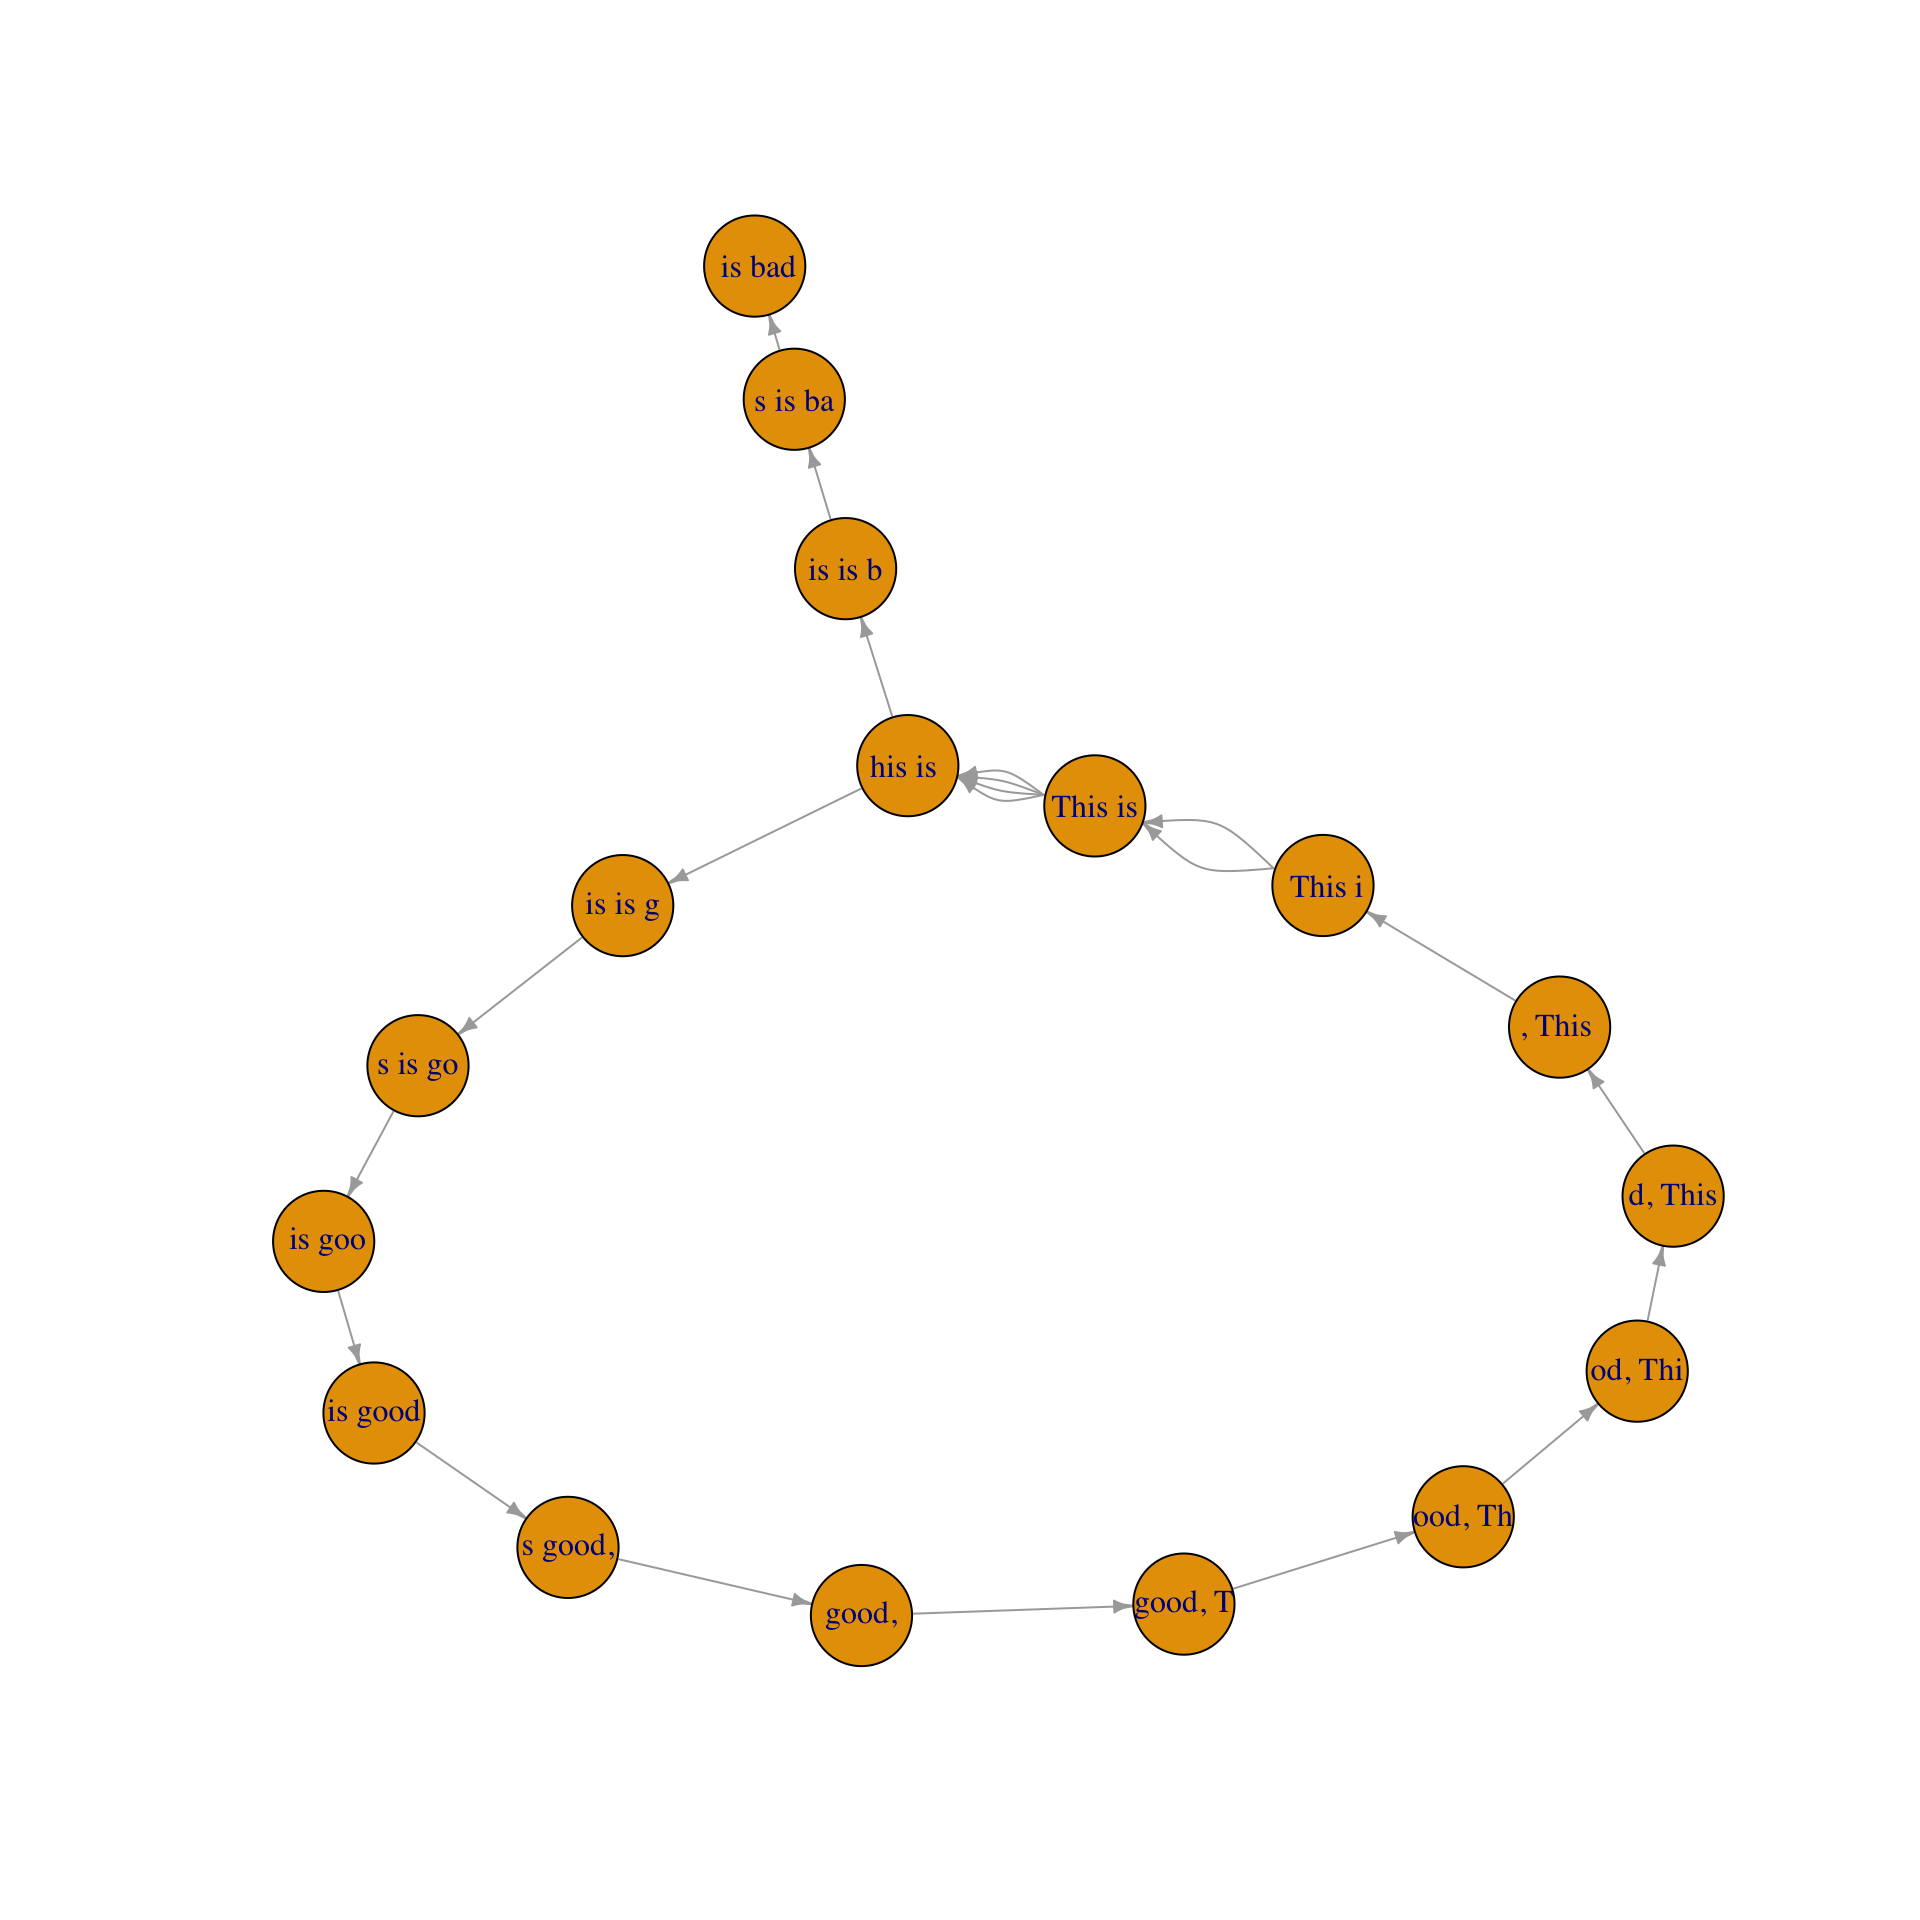 is bad
s is ba
is is b
his is
This is
This i
is is g
, This
s is go
d, This
is goo
od, Thi
is good
ood, Th
s good,
good, T
good,